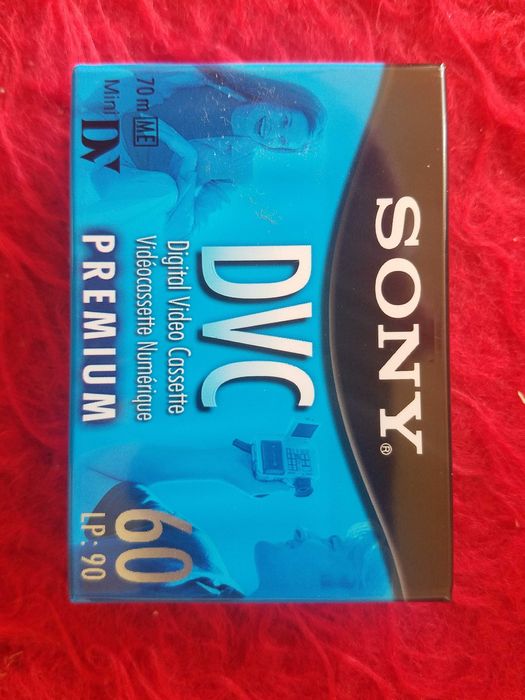 SONY®
DVC
Digital Video Cassette
Vidéocassette Numérique
70 m ME
Mini DV
PREMIUM
60
LP: 90